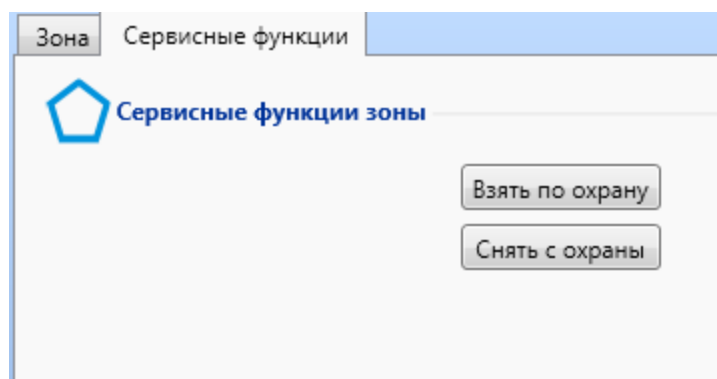 Зона Сервисные функции
Сервисные функции зоны
Взять по охрану
Снять с охраны